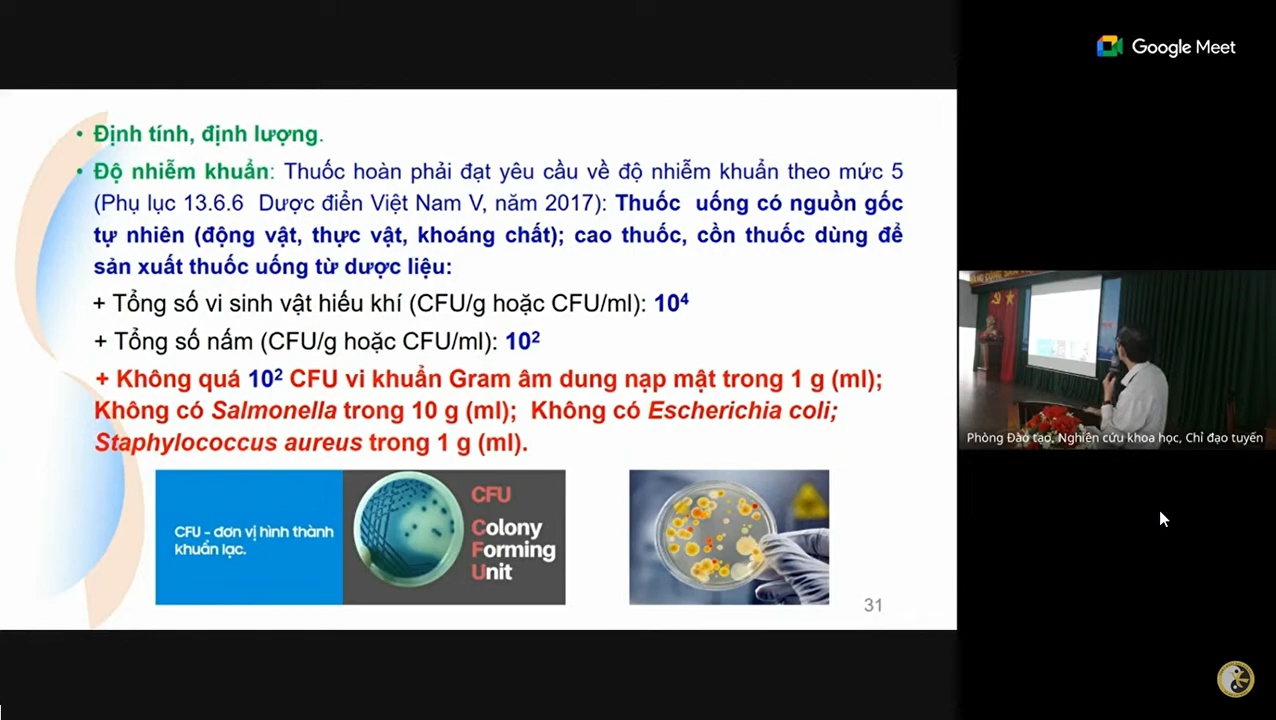 Google Meet
• Định tính, định lượng.
• Độ nhiễm khuẩn: Thuốc hoàn phải đạt yêu cầu về độ nhiễm khuẩn theo mức 5
(Phụ lục 13.6.6 Dược điển Việt Nam V, năm 2017): Thuốc uống có nguồn gốc
tự nhiên (động vật, thực vật, khoáng chất); cao thuốc, cồn thuốc dùng để
sản xuất thuốc uống từ dược liệu:
+ Tổng số vi sinh vật hiếu khí (CFU/g hoặc CFU/ml): 10⁴
+ Tổng số nấm (CFU/g hoặc CFU/ml): 10²
+ Không quá 10² CFU vi khuẩn Gram âm dung nạp mật trong 1 g (ml);
Không có Salmonella trong 10 g (ml); Không có Escherichia coli;
Staphylococcus aureus trong 1 g (ml).
CFU - đơn vị hình thành
khuẩn lạc.
CFU
Colony
Forming
Unit
31
Phòng Đào tạo, Nghiên cứu khoa học, Chỉ đạo tuyến